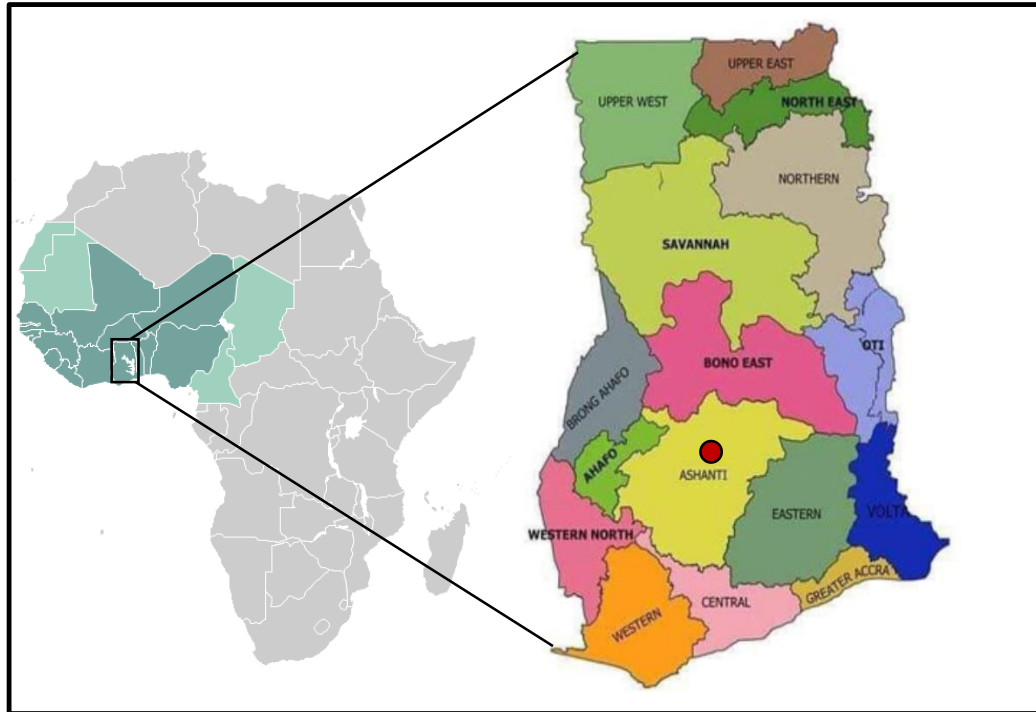 UPPER EAST
UPPER WEST
NORTH EAST
NORTHERN
SAVANNAH
OTI
BONO EAST
BRONG AHAFO
AHAFO
ASHANTI
EASTERN
VOLTA
WESTERN NORTH
GREATER ACCRA
CENTRAL
WESTERN